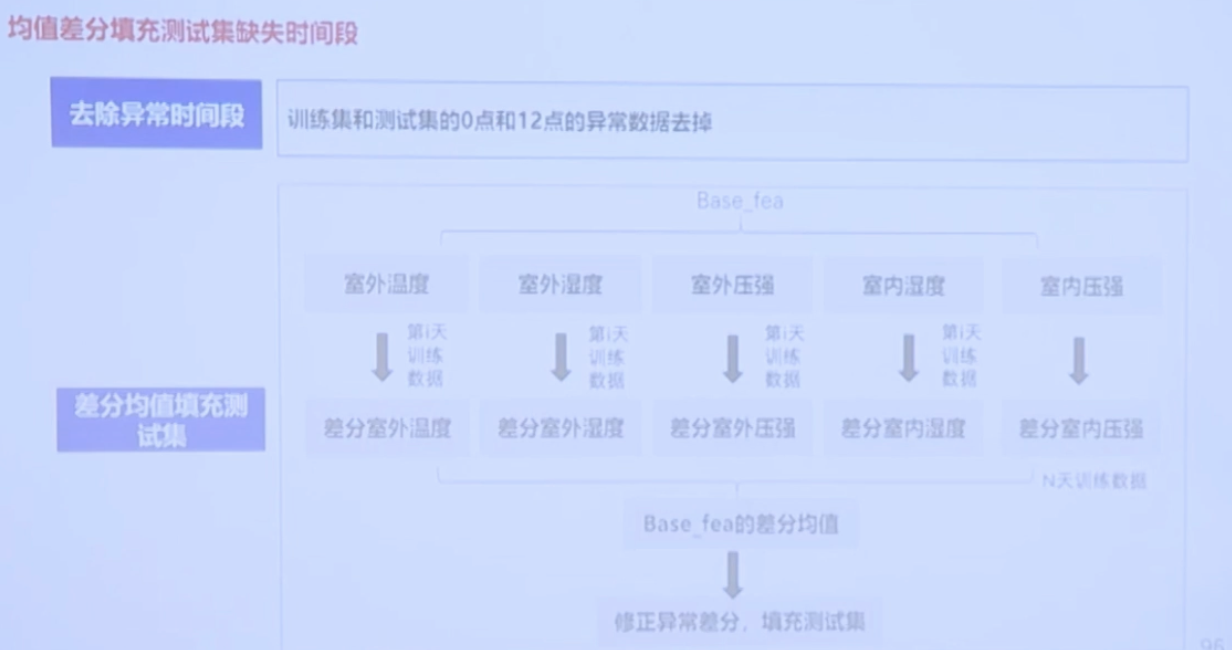 均值差分填充测试集缺失时间段
去除异常时间段
训练集和测试集的0点和12点的异常数据去掉
Base_fea
室外温度
室外湿度
室外压强
室内湿度
室内压强
第i天
训练
数据
第i天
训练
数据
第i天
训练
数据
第i天
训练
数据
差分均值填充测
试集
差分室外温度
差分室外湿度
差分室外压强
差分室内湿度
差分室内压强
N天训练数据
Base_fea的差分均值
修正异常差分，填充测试集
96